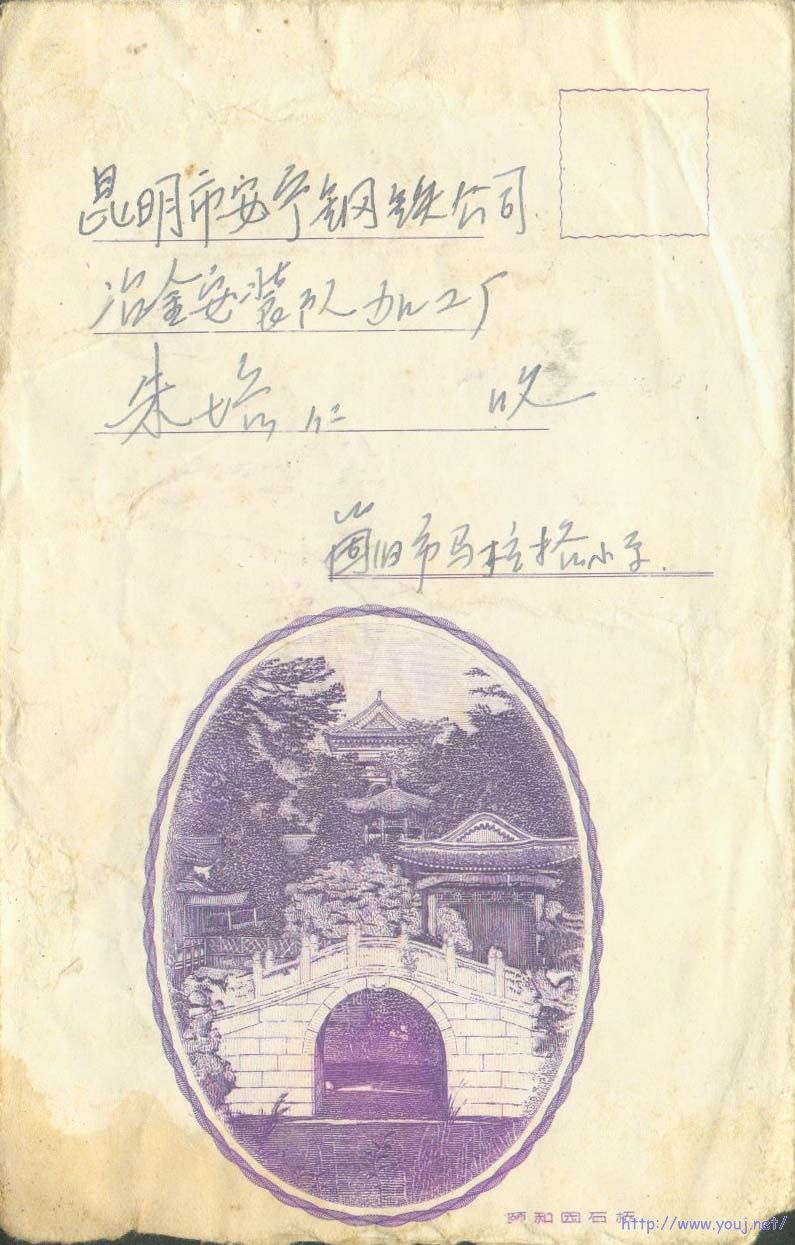 昆明市安宁钢铁公司
冶金安装队加工厂
朱培仁 收
箇旧市马拉格小学.
颐和园石桥
http://www.youj.net/